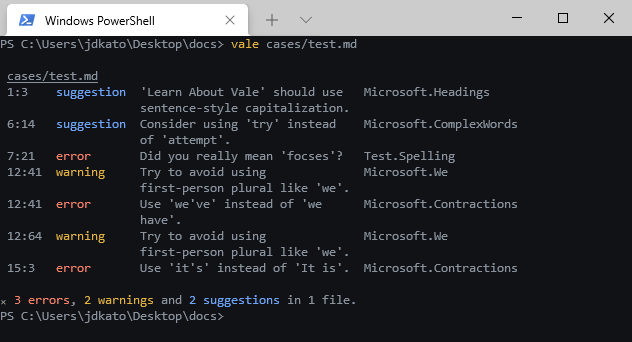 Windows PowerShell
PS C:\Users\jdkato\Desktop\docs> vale cases/test.md
cases/test.md
1:3 suggestion 'Learn About Vale' should use Microsoft.Headings
sentence-style capitalization.
6:14 suggestion Consider using 'try' instead Microsoft.ComplexWords
of 'attempt'.
7:21 error Did you really mean 'focses'? Test.Spelling
12:41 warning Try to avoid using Microsoft.We
first-person plural like 'we'.
12:41 error Use 'we've' instead of 'we Microsoft.Contractions
have'.
12:64 warning Try to avoid using Microsoft.We
first-person plural like 'we'.
15:3 error Use 'it's' instead of 'It is'. Microsoft.Contractions
× 3 errors, 2 warnings and 2 suggestions in 1 file.
PS C:\Users\jdkato\Desktop\docs>